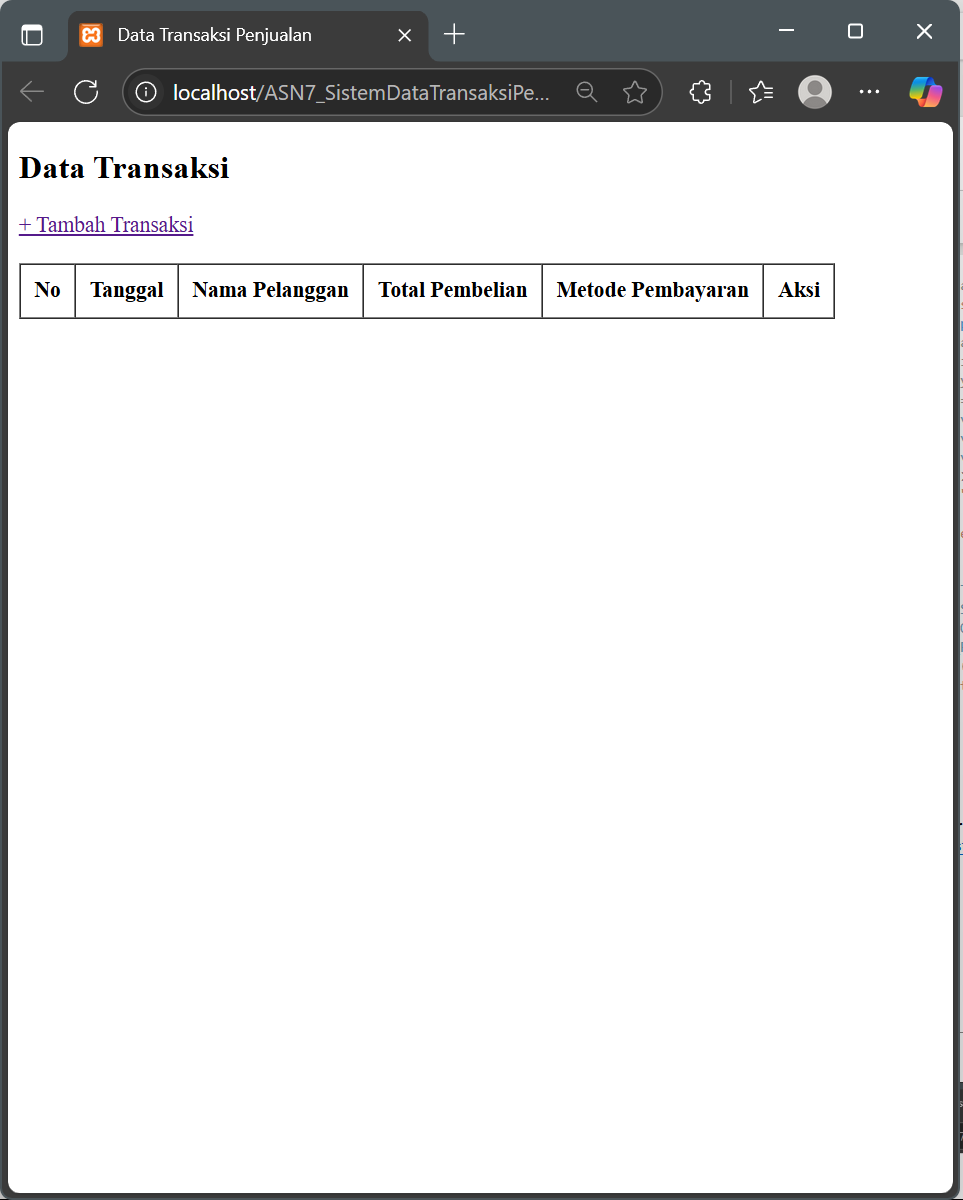 Data Transaksi Penjualan
localhost/ASN7_SistemDataTransaksiPe...
Data Transaksi
+ Tambah Transaksi
No Tanggal Nama Pelanggan Total Pembelian Metode Pembayaran Aksi